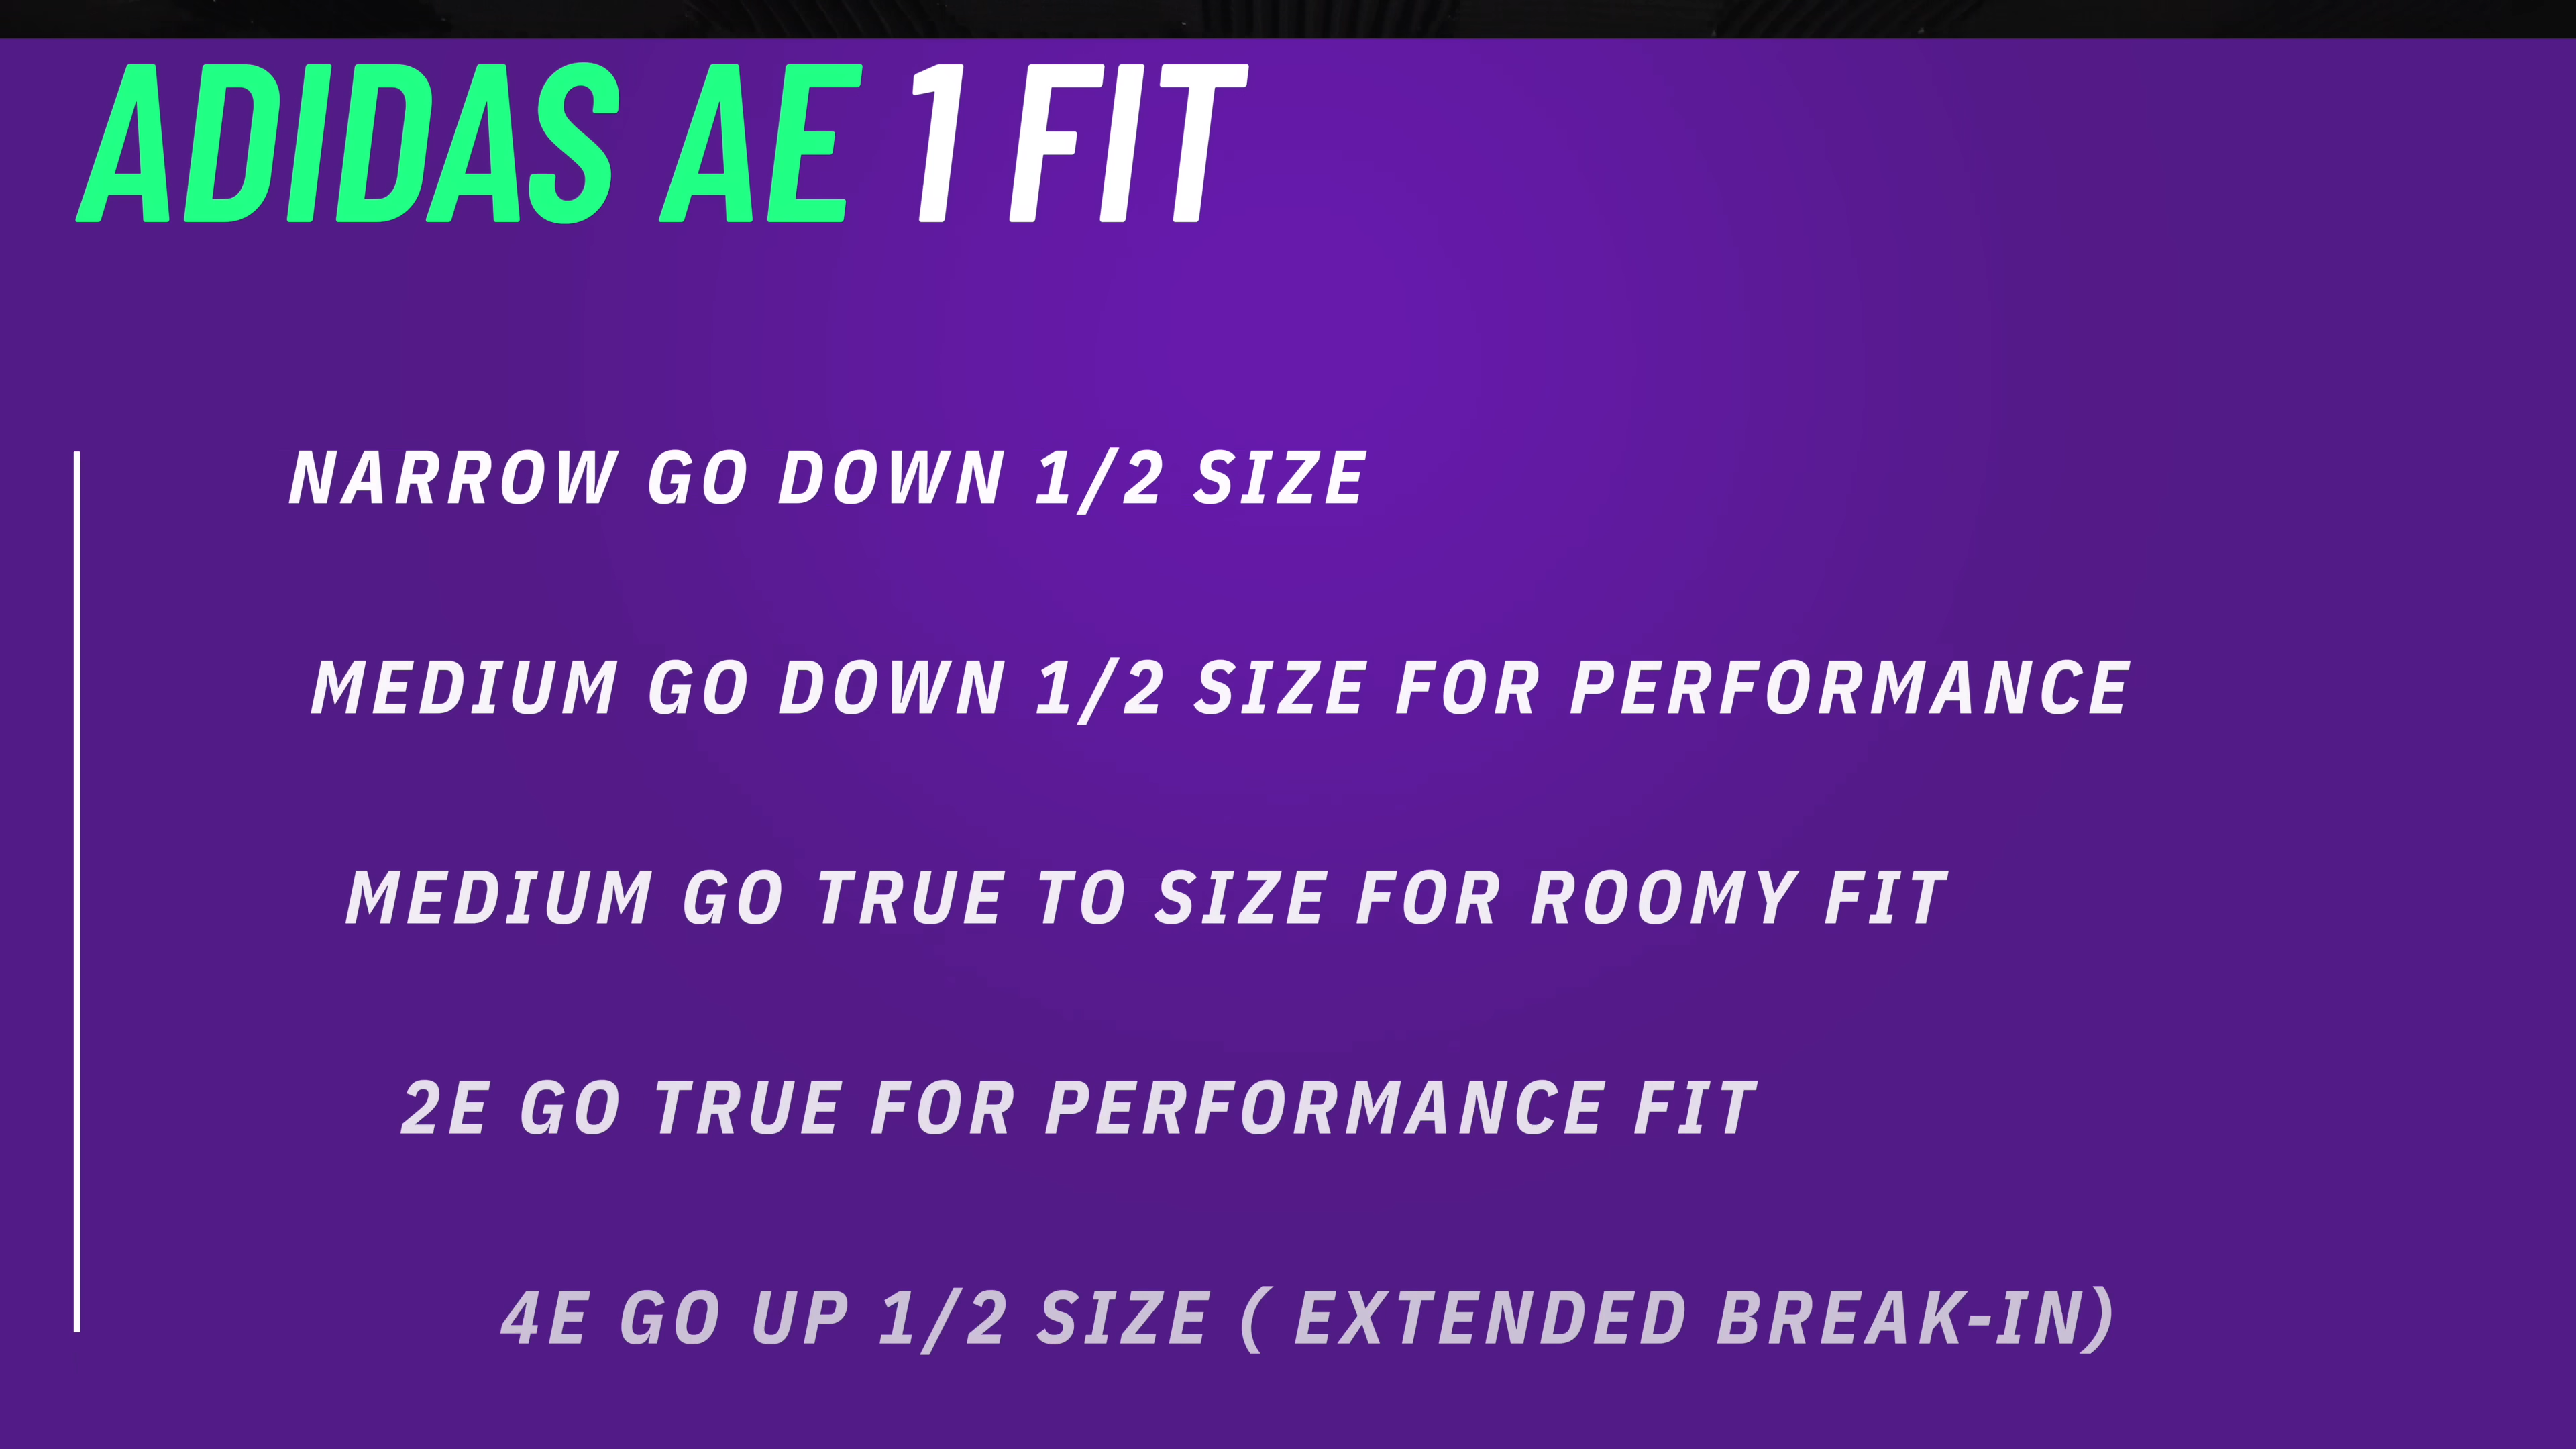 ADIDAS AE 1 FIT
NARROW GO DOWN 1/2 SIZE
MEDIUM GO DOWN 1/2 SIZE FOR PERFORMANCE
MEDIUM GO TRUE TO SIZE FOR ROOMY FIT
2E GO TRUE FOR PERFORMANCE FIT
4E GO UP 1/2 SIZE ( EXTENDED BREAK-IN)